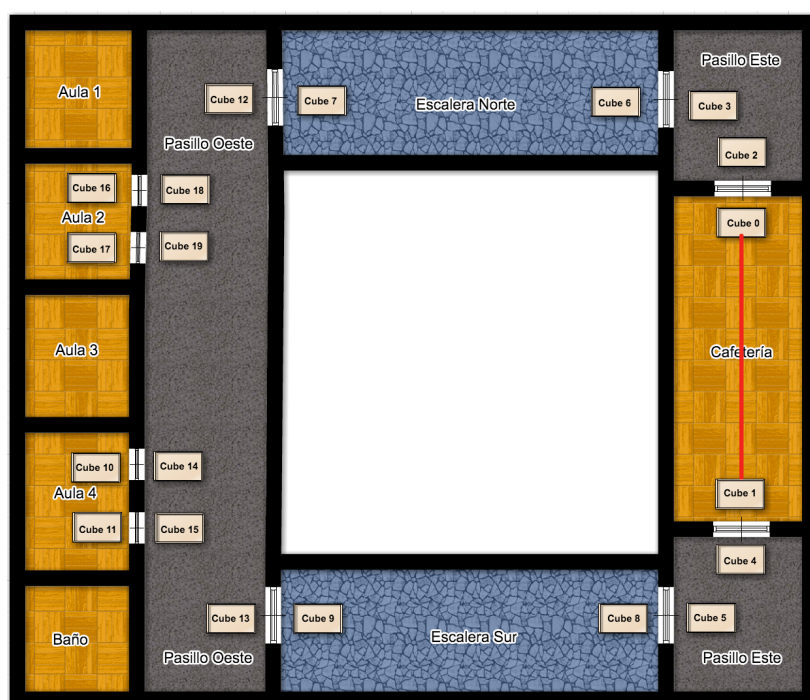 Pasillo Este
Aula 1
Cube 12
Cube 7
Escalera Norte
Cube 6
Cube 3
Pasillo Oeste
Cube 2
Cube 16
Cube 18
Aula 2
Cube 0
Cube 17
Cube 19
Aula 3
Cafetería
Cube 10
Cube 14
Aula 4
Cube 1
Cube 11
Cube 15
Cube 4
Cube 13
Cube 9
Cube 8
Cube 5
Baño
Escalera Sur
Pasillo Oeste
Pasillo Este